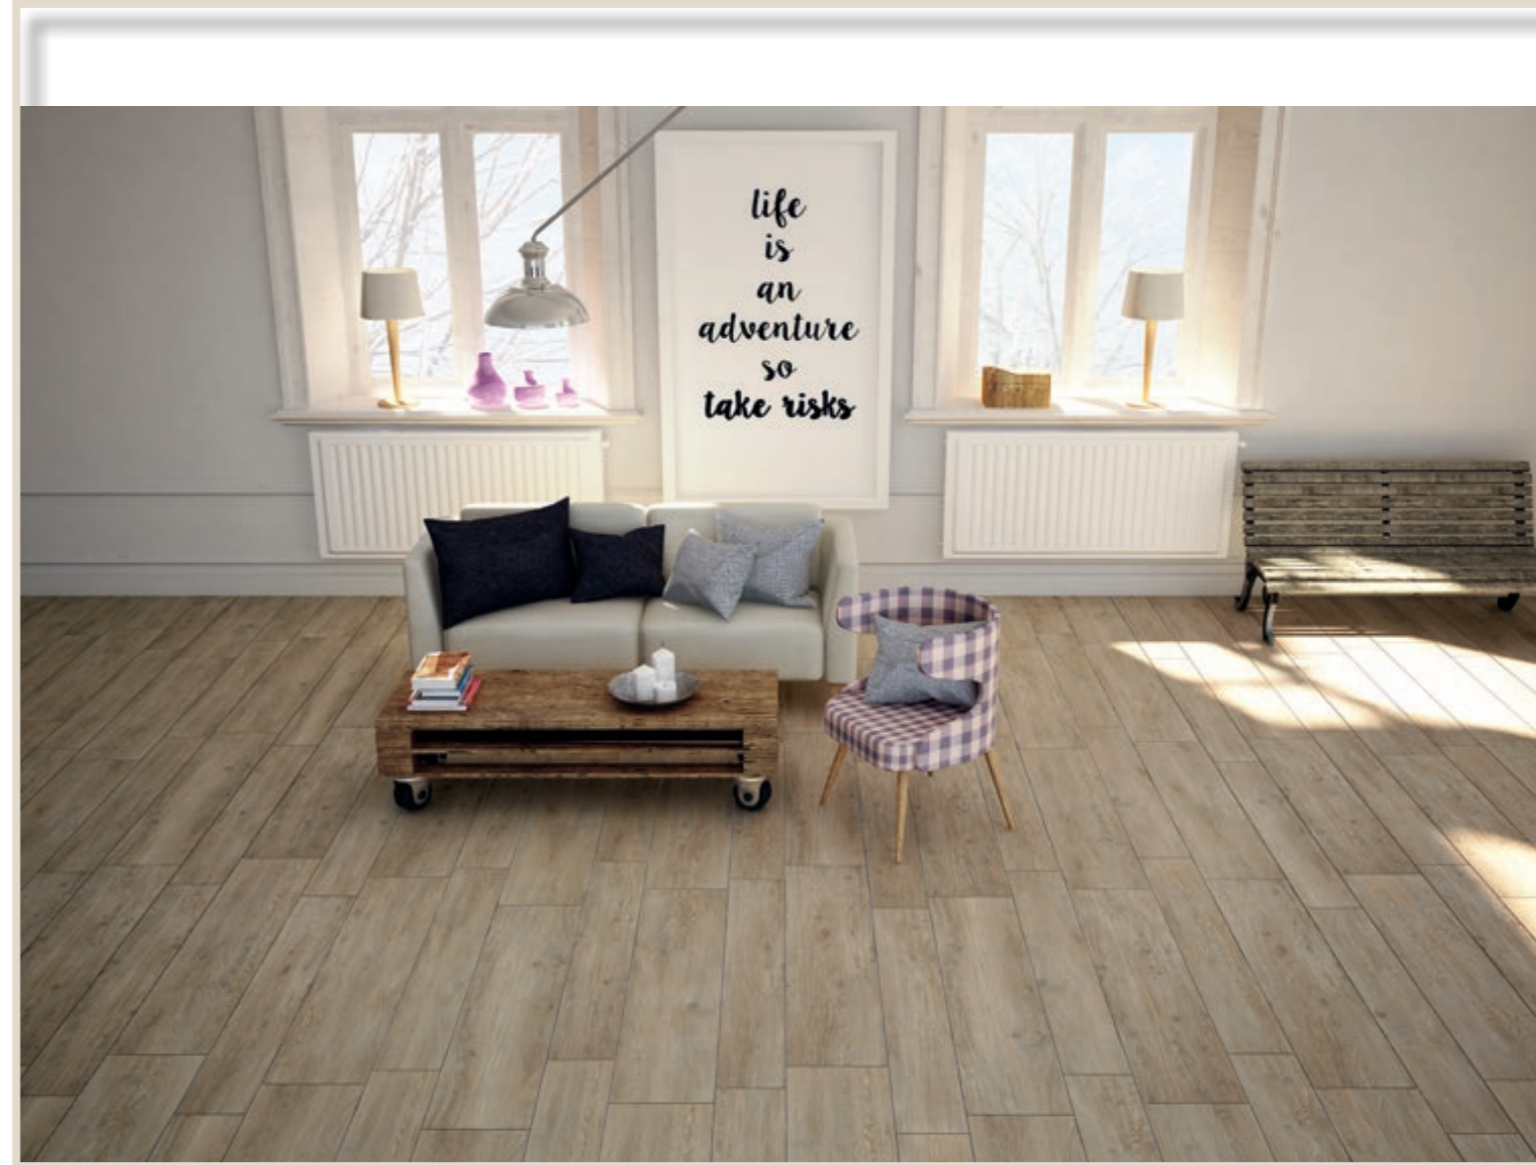 life
is
an
adventure
so
take risks